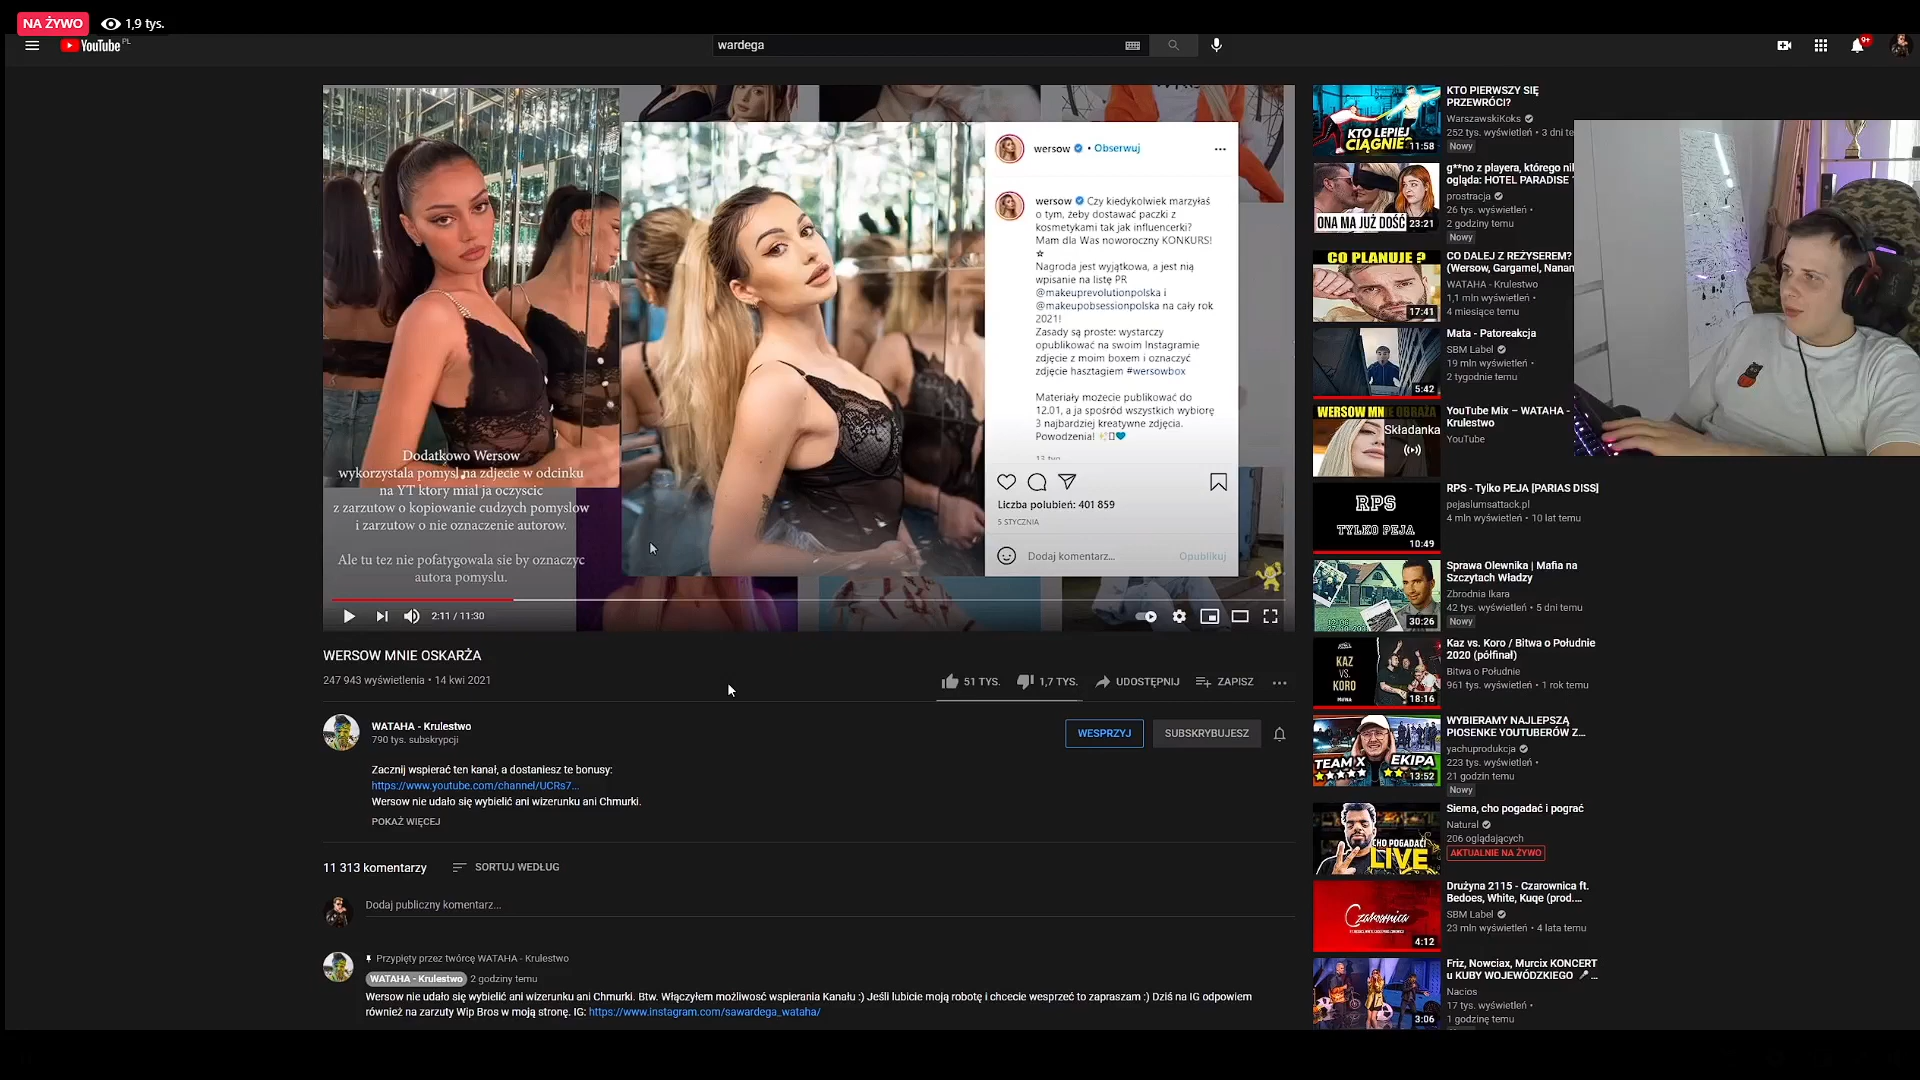 NA ŻYWO
1,9 tys.
YouTube PL
wardega
9+
wersow • Obserwuj
wersow Czy kiedykolwiek marzyłaś
o tym, żeby dostawać paczki z
kosmetykami tak jak influencerki?
Mam dla Was noworoczny KONKURS!
Nagroda jest wyjątkowa, a jest nią
wpisanie na listę PR
@makeuprevolutionpolska i
@makeupobsessionpolska na cały rok
2021!
Zasady są proste: wystarczy
opublikować na swoim Instagramie
zdjęcie z moim boxem i oznaczyć
zdjęcie hasztagiem #wersowbox
Materiały mozecie publikować do
12.01, a ja spośród wszystkich wybiorę
3 najbardziej kreatywne zdjęcia.
Powodzenia!
13 tyg.
Liczba polubień: 401 859
5 STYCZNIA
Dodaj komentarz...
Opublikuj
Dodatkowo Wersow
wykorzystala pomysl na zdjecie w odcinku
na YT ktory mial ja oczyscic
z zarzutow o kopiowanie cudzych pomyslow
i zarzutow o nie oznaczenie autorow.
Ale tu tez nie pofatygowala sie by oznaczyc
autora pomyslu.
2:11 / 11:30
WERSOW MNIE OSKARŻA
247 943 wyświetlenia • 14 kwi 2021
51 TYS.
1,7 TYS.
UDOSTĘPNIJ
ZAPISZ
WATAHA - Krulestwo
790 tys. subskrypcji
WESPRZYJ
SUBSKRYBUJESZ
Zacznij wspierać ten kanał, a dostaniesz te bonusy:
https://www.youtube.com/channel/UCRs7...
Wersow nie udało się wybielić ani wizerunku ani Chmurki.
POKAŻ WIĘCEJ
11 313 komentarzy
SORTUJ WEDŁUG
Dodaj publiczny komentarz...
Przypięty przez twórcę WATAHA - Krulestwo
WATAHA - Krulestwo 2 godziny temu
Wersow nie udało się wybielić ani wizerunku ani Chmurki. Btw. Włączyłem możliwosć wspierania Kanału :) Jeśli lubicie moją robotę i chcecie wesprzeć to zapraszam :) Dziś na IG odpowiem
również na zarzuty Wip Bros w moją stronę. IG: https://www.instagram.com/sawardega_wataha/
KTO LEPIEJ
CIĄGNIE
11:58
KTO PIERWSZY SIĘ
PRZEWRÓCI?
WarszawskiKoks
252 tys. wyświetleń • 3 dni te
Nowy
ONA MA JUŻ DOŚĆ
23:21
g**no z playera, którego nik
ogląda: HOTEL PARADISE
prostracja
26 tys. wyświetleń •
2 godziny temu
Nowy
CO PLANUJE ?
17:41
CO DALEJ Z REŻYSEREM?
(Wersow, Gargamel, Nanan
WATAHA - Krulestwo
1,1 mln wyświetleń •
4 miesiące temu
5:42
Mata - Patoreakcja
SBM Label
19 mln wyświetleń •
2 tygodnie temu
WERSOW MNIE OBRAŻA
Składanka
YouTube Mix – WATAHA -
Krulestwo
YouTube
RPS
TYLKO PEJA
10:49
RPS - Tylko PEJA [PARIAS DISS]
pejaslumsattack.pl
4 mln wyświetleń • 10 lat temu
30:26
Sprawa Olewnika | Mafia na
Szczytach Władzy
Zbrodnia Ikara
42 tys. wyświetleń • 5 dni temu
Nowy
KAZ
VS.
KORO
18:16
Kaz vs. Koro / Bitwa o Południe
2020 (półfinał)
Bitwa o Południe
961 tys. wyświetleń • 1 rok temu
TEAM X
EKIPA
13:52
WYBIERAMY NAJLEPSZĄ
PIOSENKE YOUTUBERÓW Z...
yachuprodukcja
223 tys. wyświetleń •
21 godzin temu
Nowy
CHO POGADAĆ!
LIVE
Siema, cho pogadać i pograć
Natural
206 oglądających
AKTUALNIE NA ŻYWO
Czarownica
4:12
Drużyna 2115 - Czarownica ft.
Bedoes, White, Kuqe (prod....
SBM Label
23 mln wyświetleń • 4 lata temu
3:06
Friz, Nowciax, Murcix KONCERT
u KUBY WOJEWÓDZKIEGO 🎤...
Nacios
17 tys. wyświetleń •
1 godzinę temu